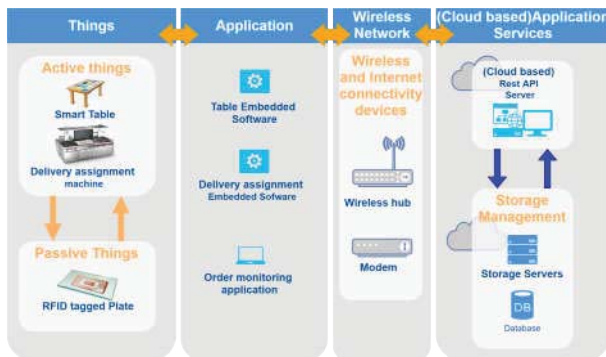 Things
Active things
Smart Table
Delivery assignment
machine
Passive Things
RFID tagged Plate
Application
Table Embedded
Software
Delivery assignment
Embedded Sofware
Order monitoring
application
Wireless
Network
Wireless
and Internet
connectivity
devices
Wireless hub
Modem
(Cloud based)Application
Services
(Cloud based)
Rest API
Server
Storage
Management
Storage Servers
DB
Database